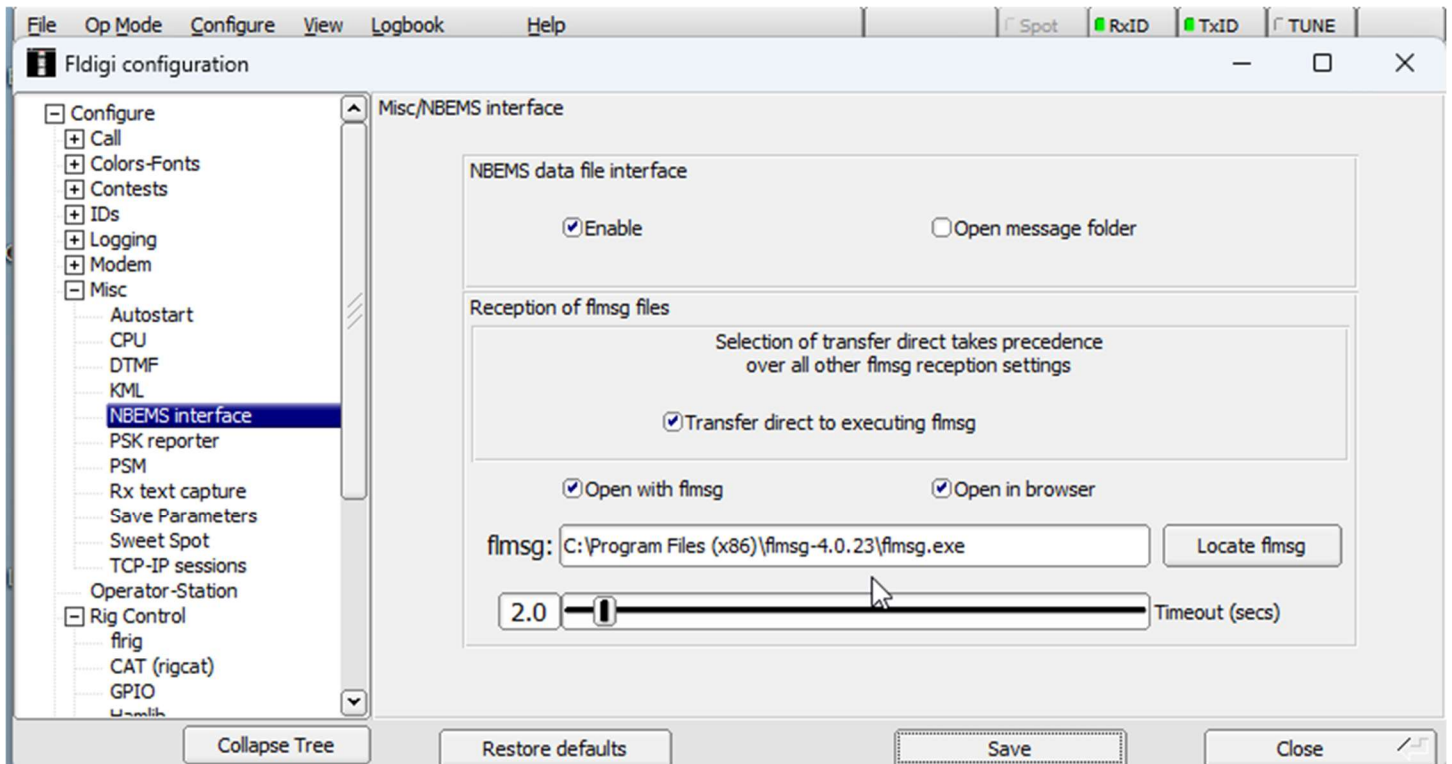 File Op Mode Configure View Logbook Help Spot RxID TxID TUNE
Fldigi configuration
Configure
Call
Colors-Fonts
Contests
IDs
Logging
Modem
Misc
Autostart
CPU
DTMF
KML
NBEMS interface
PSK reporter
PSM
Rx text capture
Save Parameters
Sweet Spot
TCP-IP sessions
Operator-Station
Rig Control
flrig
CAT (rigcat)
GPIO
Hamlib
Collapse Tree
Misc/NBEMS interface
NBEMS data file interface
Enable Open message folder
Reception of flmsg files
Selection of transfer direct takes precedence
over all other flmsg reception settings
Transfer direct to executing flmsg
Open with flmsg Open in browser
flmsg: C:\Program Files (x86)\flmsg-4.0.23\flmsg.exe Locate flmsg
2.0 Timeout (secs)
Restore defaults Save Close